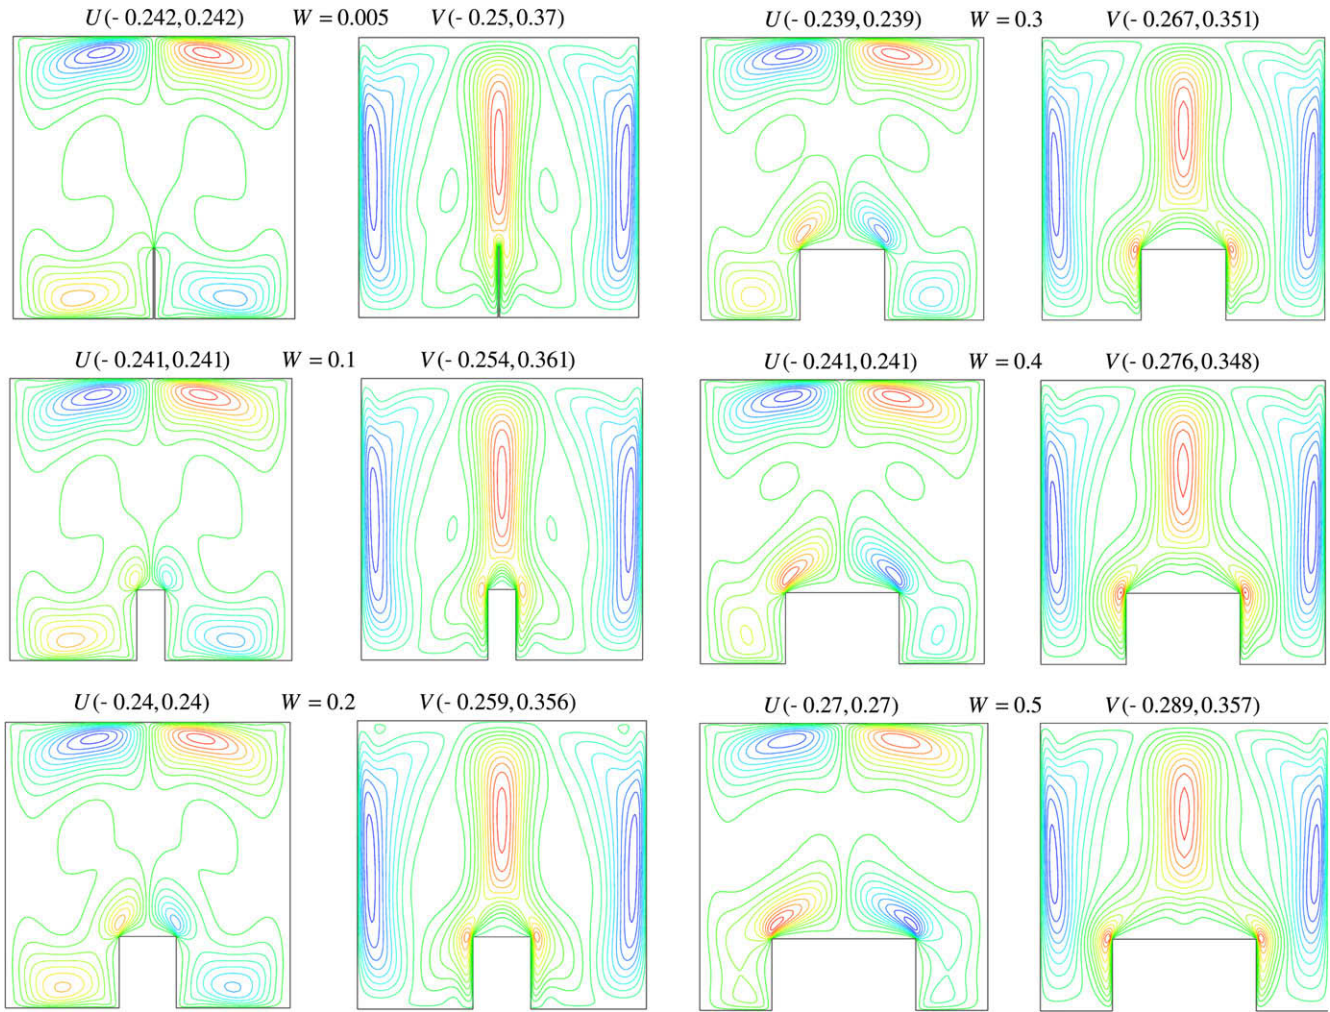 U(- 0.242, 0.242) W = 0.005 V(- 0.25, 0.37)
U(- 0.239, 0.239) W = 0.3 V(- 0.267, 0.351)
U(- 0.241, 0.241) W = 0.1 V(- 0.254, 0.361)
U(- 0.241, 0.241) W = 0.4 V(- 0.276, 0.348)
U(- 0.24, 0.24) W = 0.2 V(- 0.259, 0.356)
U(- 0.27, 0.27) W = 0.5 V(- 0.289, 0.357)